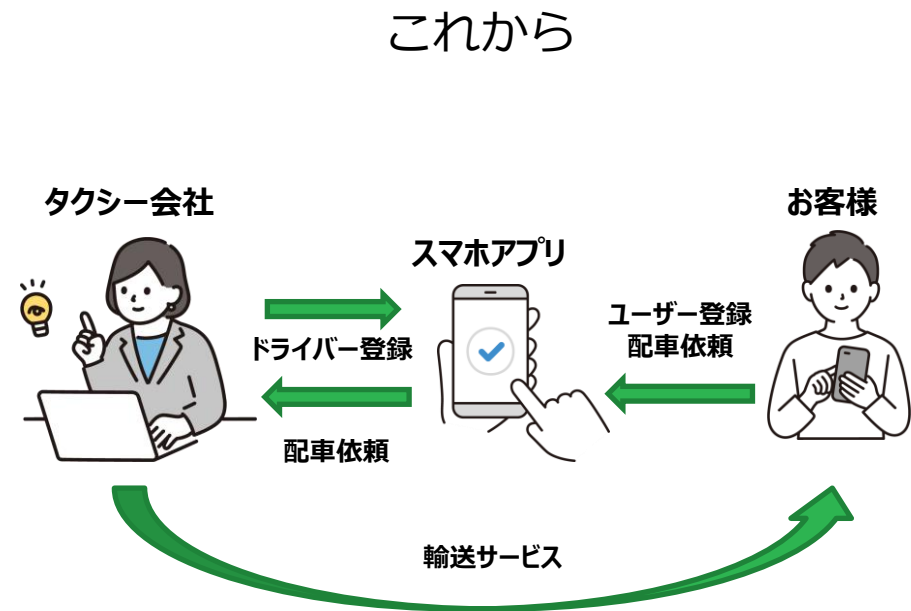 これから
タクシー会社
お客様
スマホアプリ
ユーザー登録
配車依頼
ドライバー登録
配車依頼
輸送サービス